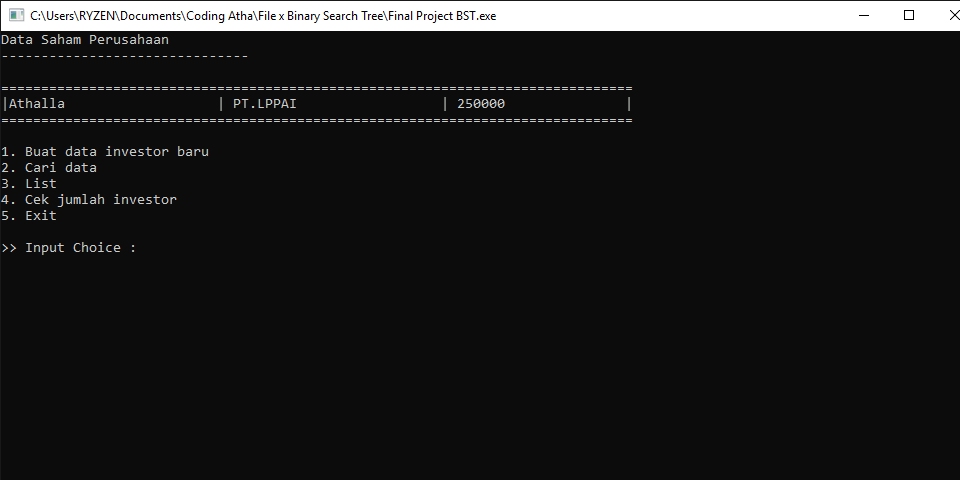 C:\Users\RYZEN\Documents\Coding Atha\File x Binary Search Tree\Final Project BST.exe
Data Saham Perusahaan
-------------------------------
===============================================================================
|Athalla                   | PT.LPPAI                  | 250000               |
===============================================================================
1. Buat data investor baru
2. Cari data
3. List
4. Cek jumlah investor
5. Exit
>> Input Choice :